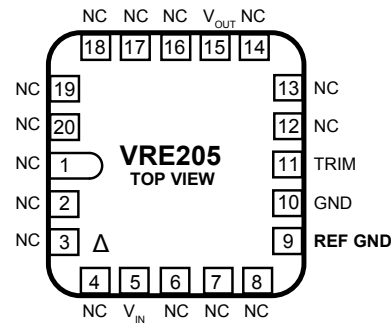 NC NC NC VOUT NC
18 17 16 15 14
NC 19 13 NC
NC 20 12 NC
NC 1 VRE205 11 TRIM
TOP VIEW
NC 2 10 GND
NC 3 Δ 9 REF GND
4 5 6 7 8
NC VIN NC NC NC